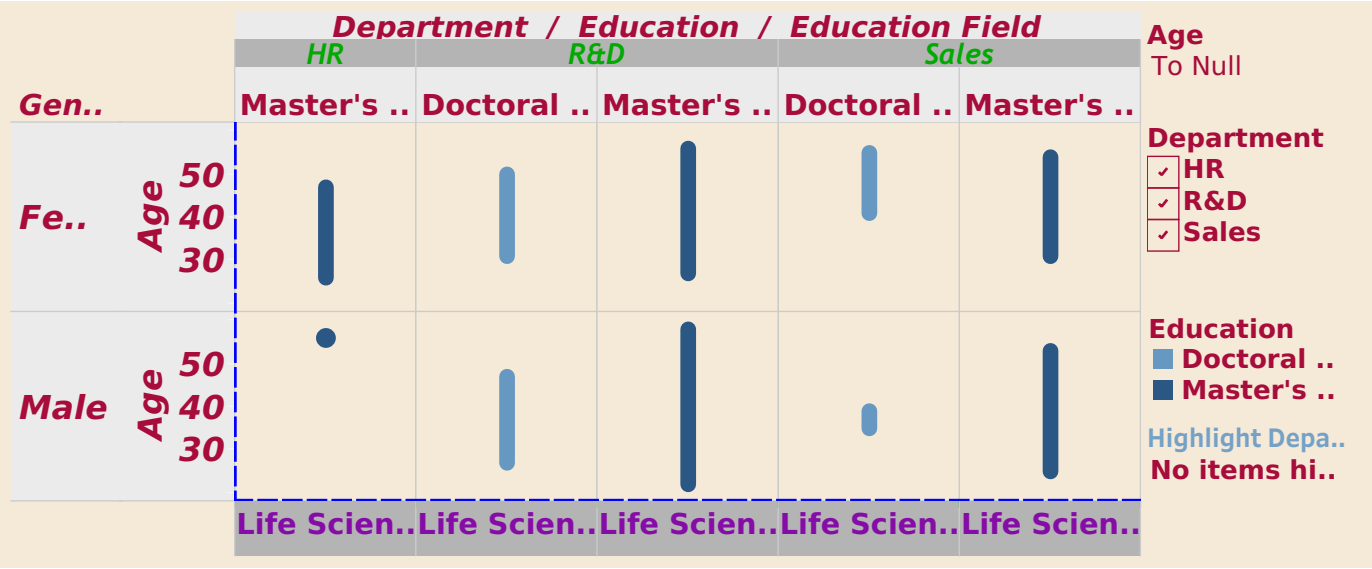 Department / Education / Education Field
HR R&D Sales
Gen.. Master's .. Doctoral .. Master's .. Doctoral .. Master's ..
Fe.. Age 50 40 30
Male Age 50 40 30
Life Scien.. Life Scien.. Life Scien.. Life Scien.. Life Scien..
Age
To Null
Department
HR
R&D
Sales
Education
Doctoral ..
Master's ..
Highlight Depa..
No items hi..